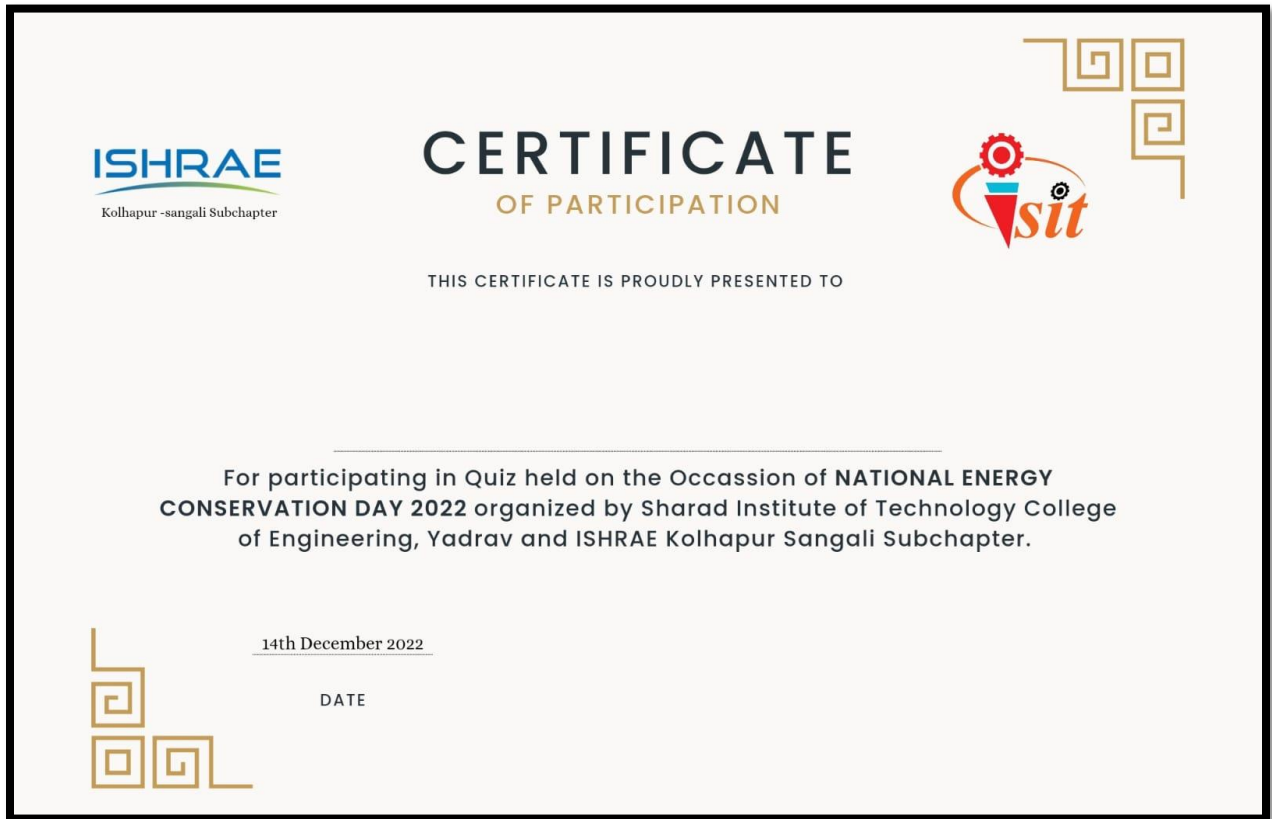 ISHRAE
Kolhapur -sangali Subchapter
CERTIFICATE
OF PARTICIPATION
sit
THIS CERTIFICATE IS PROUDLY PRESENTED TO
For participating in Quiz held on the Occassion of NATIONAL ENERGY
CONSERVATION DAY 2022 organized by Sharad Institute of Technology College
of Engineering, Yadrav and ISHRAE Kolhapur Sangali Subchapter.
14th December 2022
DATE